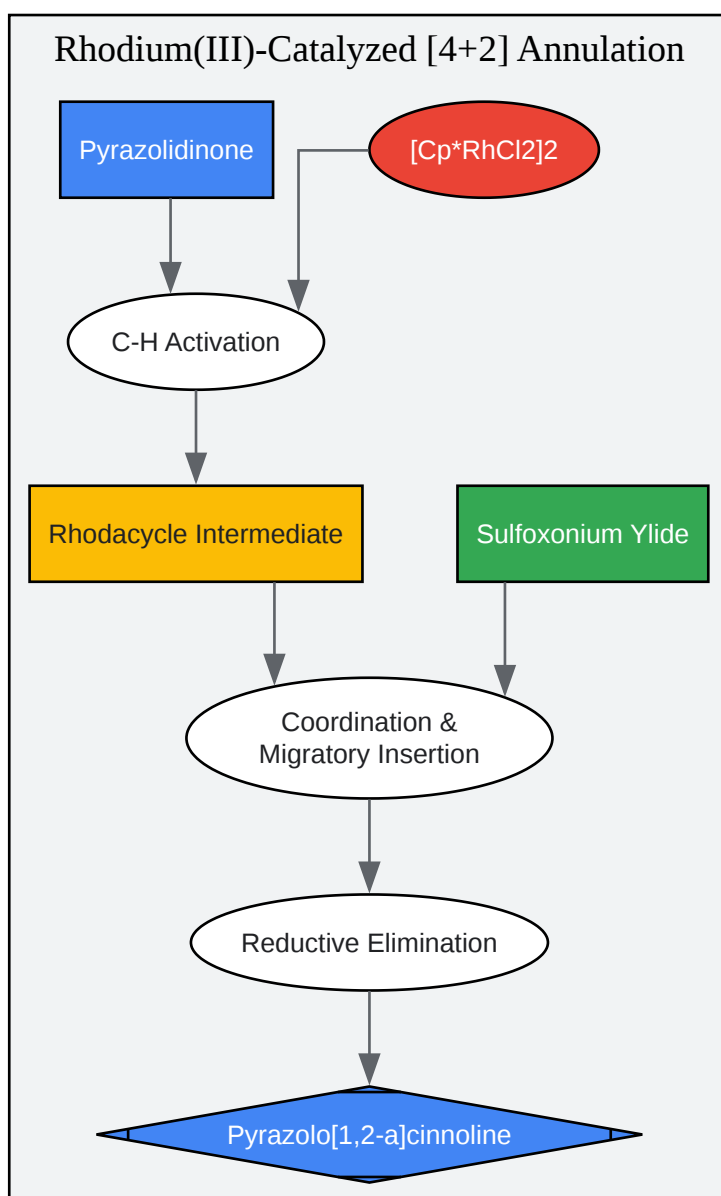 Rhodium(III)-Catalyzed [4+2] Annulation
Pyrazolidinone
[Cp*RhCl2]2
C-H Activation
Rhodacycle Intermediate
Sulfoxonium Ylide
Coordination &
Migratory Insertion
Reductive Elimination
Pyrazolo[1,2-a]cinnoline